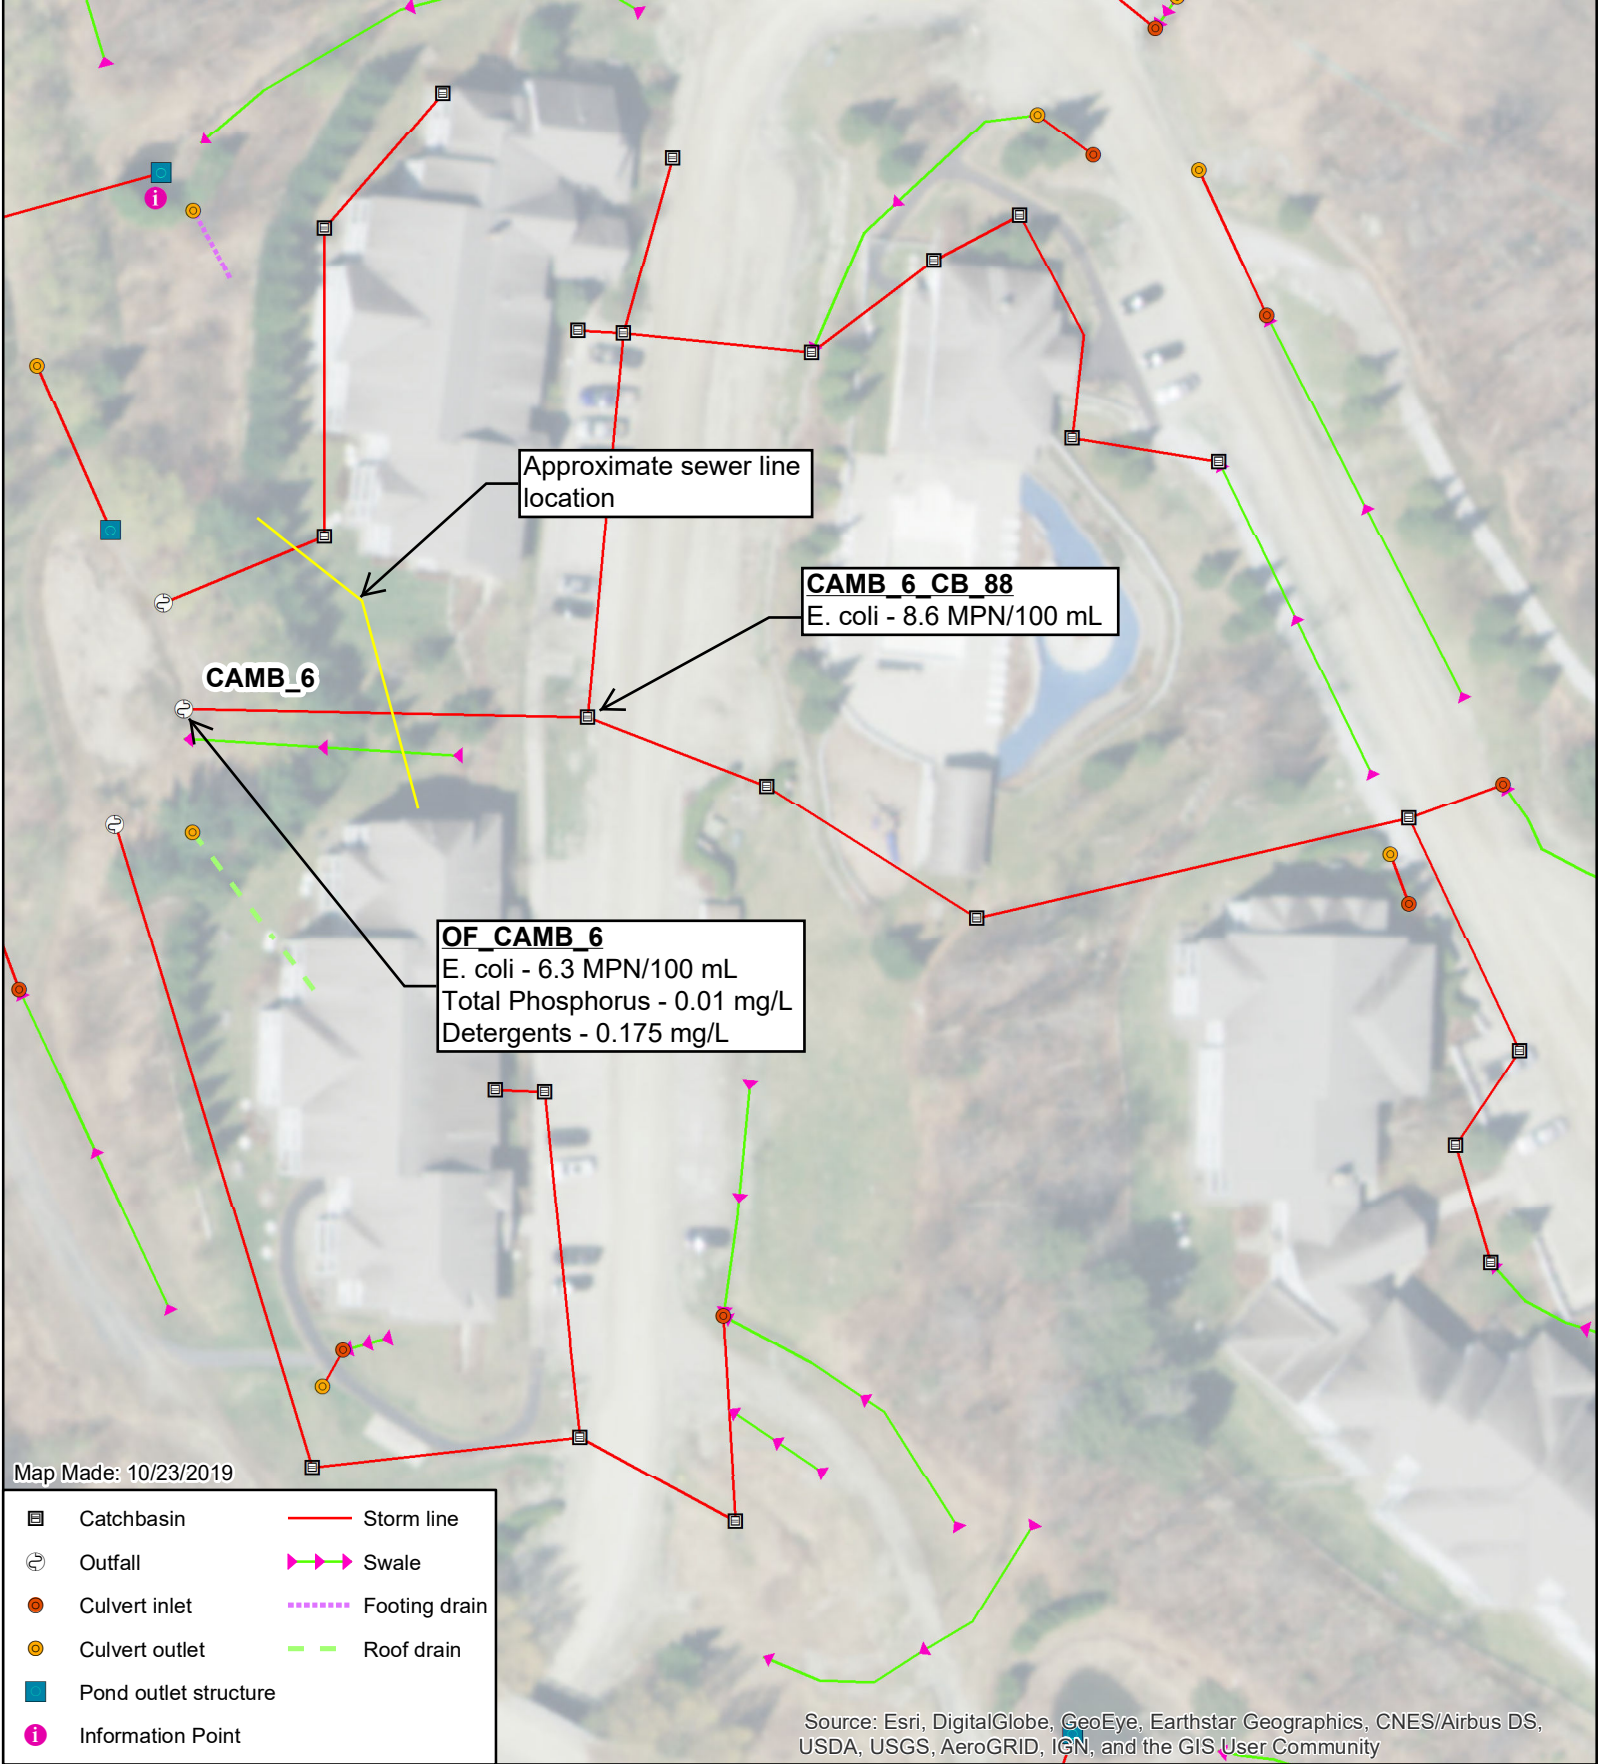 Approximate sewer line
location
CAMB_6_CB_88
E. coli - 8.6 MPN/100 mL
CAMB_6
OF_CAMB_6
E. coli - 6.3 MPN/100 mL
Total Phosphorus - 0.01 mg/L
Detergents - 0.175 mg/L
Map Made: 10/23/2019
Catchbasin
Outfall
Culvert inlet
Culvert outlet
Pond outlet structure
Information Point
Storm line
Swale
Footing drain
Roof drain
Source: Esri, DigitalGlobe, GeoEye, Earthstar Geographics, CNES/Airbus DS,
USDA, USGS, AeroGRID, IGN, and the GIS User Community